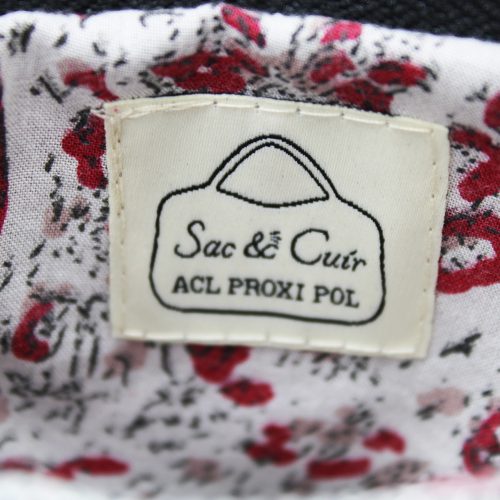 Sac & Cuir
ACL PROXI POL